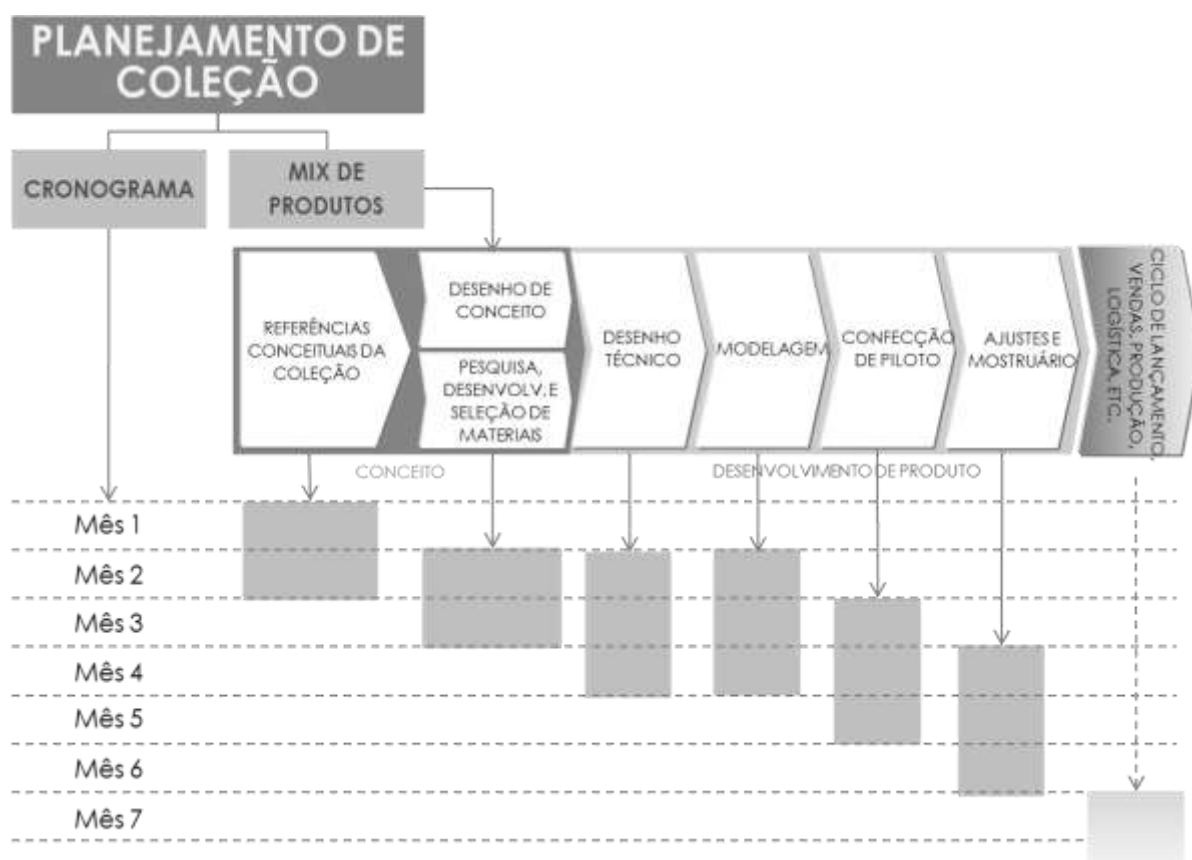 PLANEJAMENTO DE
COLEÇÃO
CRONOGRAMA
MIX DE
PRODUTOS
REFERÊNCIAS
CONCEITUAIS DA
COLEÇÃO
DESENHO DE
CONCEITO
PESQUISA,
DESENVOLV. E
SELEÇÃO DE
MATERIAIS
DESENHO
TÉCNICO
MODELAGEM
CONFECÇÃO
DE PILOTO
AJUSTES E
MOSTRUÁRIO
CICLO DE LANÇAMENTO,
VENDAS, PRODUÇÃO,
LOGÍSTICA, ETC.
CONCEITO
DESENVOLVIMENTO DE PRODUTO
Mês 1
Mês 2
Mês 3
Mês 4
Mês 5
Mês 6
Mês 7